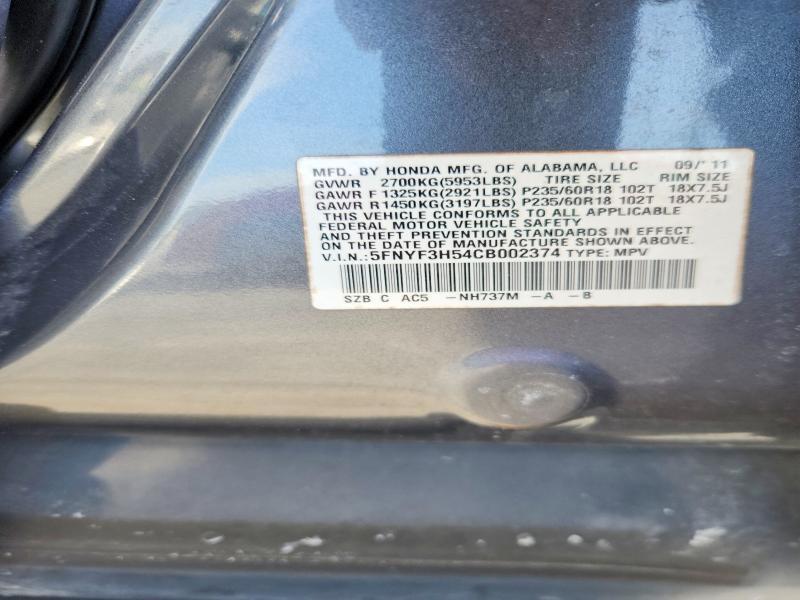 MFD. BY HONDA MFG. OF ALABAMA, LLC 09/'11
GVWR 2700KG(5953LBS) TIRE SIZE RIM SIZE
GAWR F 1325KG(2921LBS) P235/60R18 102T 18X7.5J
GAWR R 1450KG(3197LBS) P235/60R18 102T 18X7.5J
THIS VEHICLE CONFORMS TO ALL APPLICABLE
FEDERAL MOTOR VEHICLE SAFETY
AND THEFT PREVENTION STANDARDS IN EFFECT
ON THE DATE OF MANUFACTURE SHOWN ABOVE.
V.I.N.:5FNYF3H54CB002374 TYPE: MPV
SZB C AC5 -NH737M -A -B